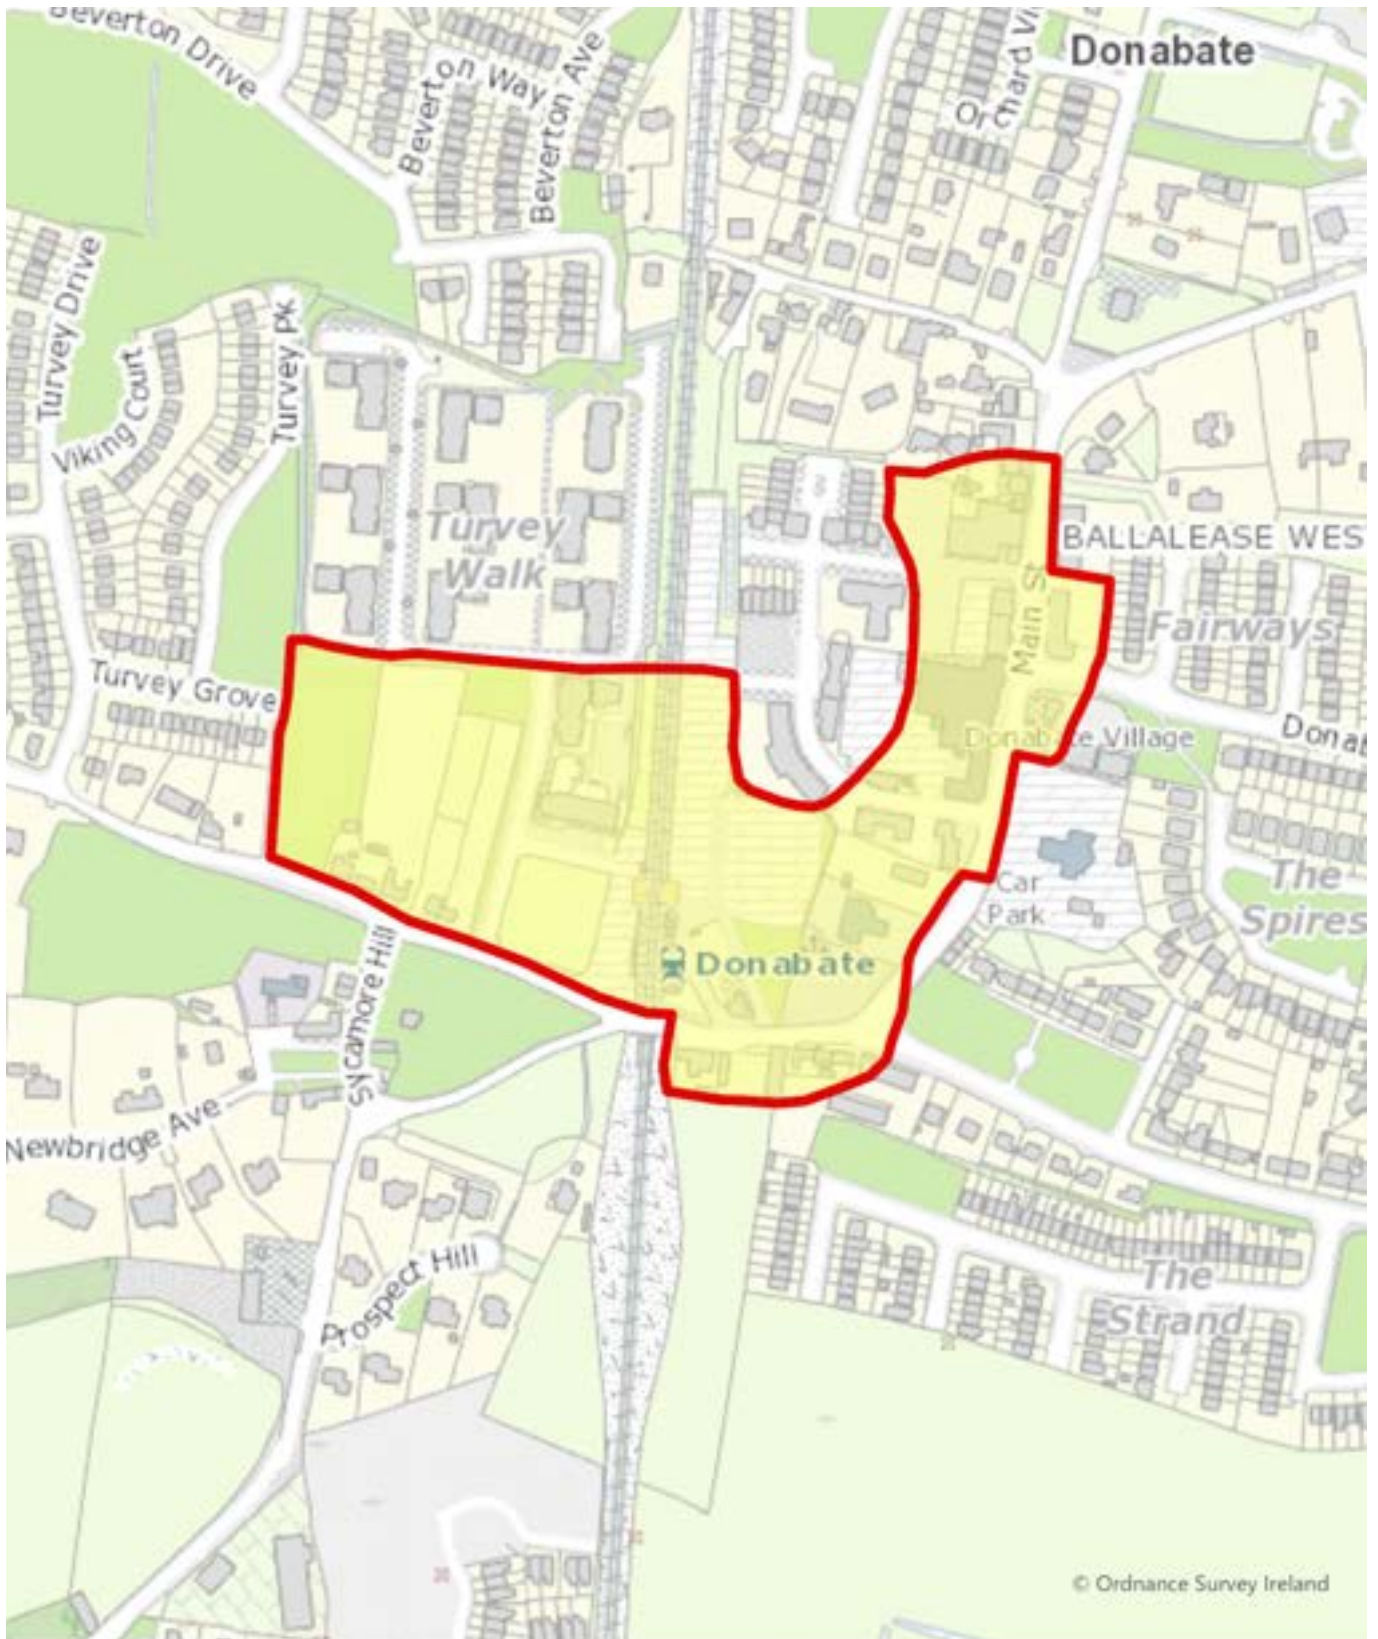 Beverton Drive
Beverton Way
Beverton Ave
Orchard Vi
Donabate
Turvey Drive
Viking Court
Turvey Pk
Turvey
Walk
BALLALEASE WES
Main St
Fairways
Turvey Grove
Donabate Village
Donab
The
Spires
Car
Park
Donabate
Sycamore Hill
Newbridge Ave
Prospect Hill
The
Strand
© Ordnance Survey Ireland